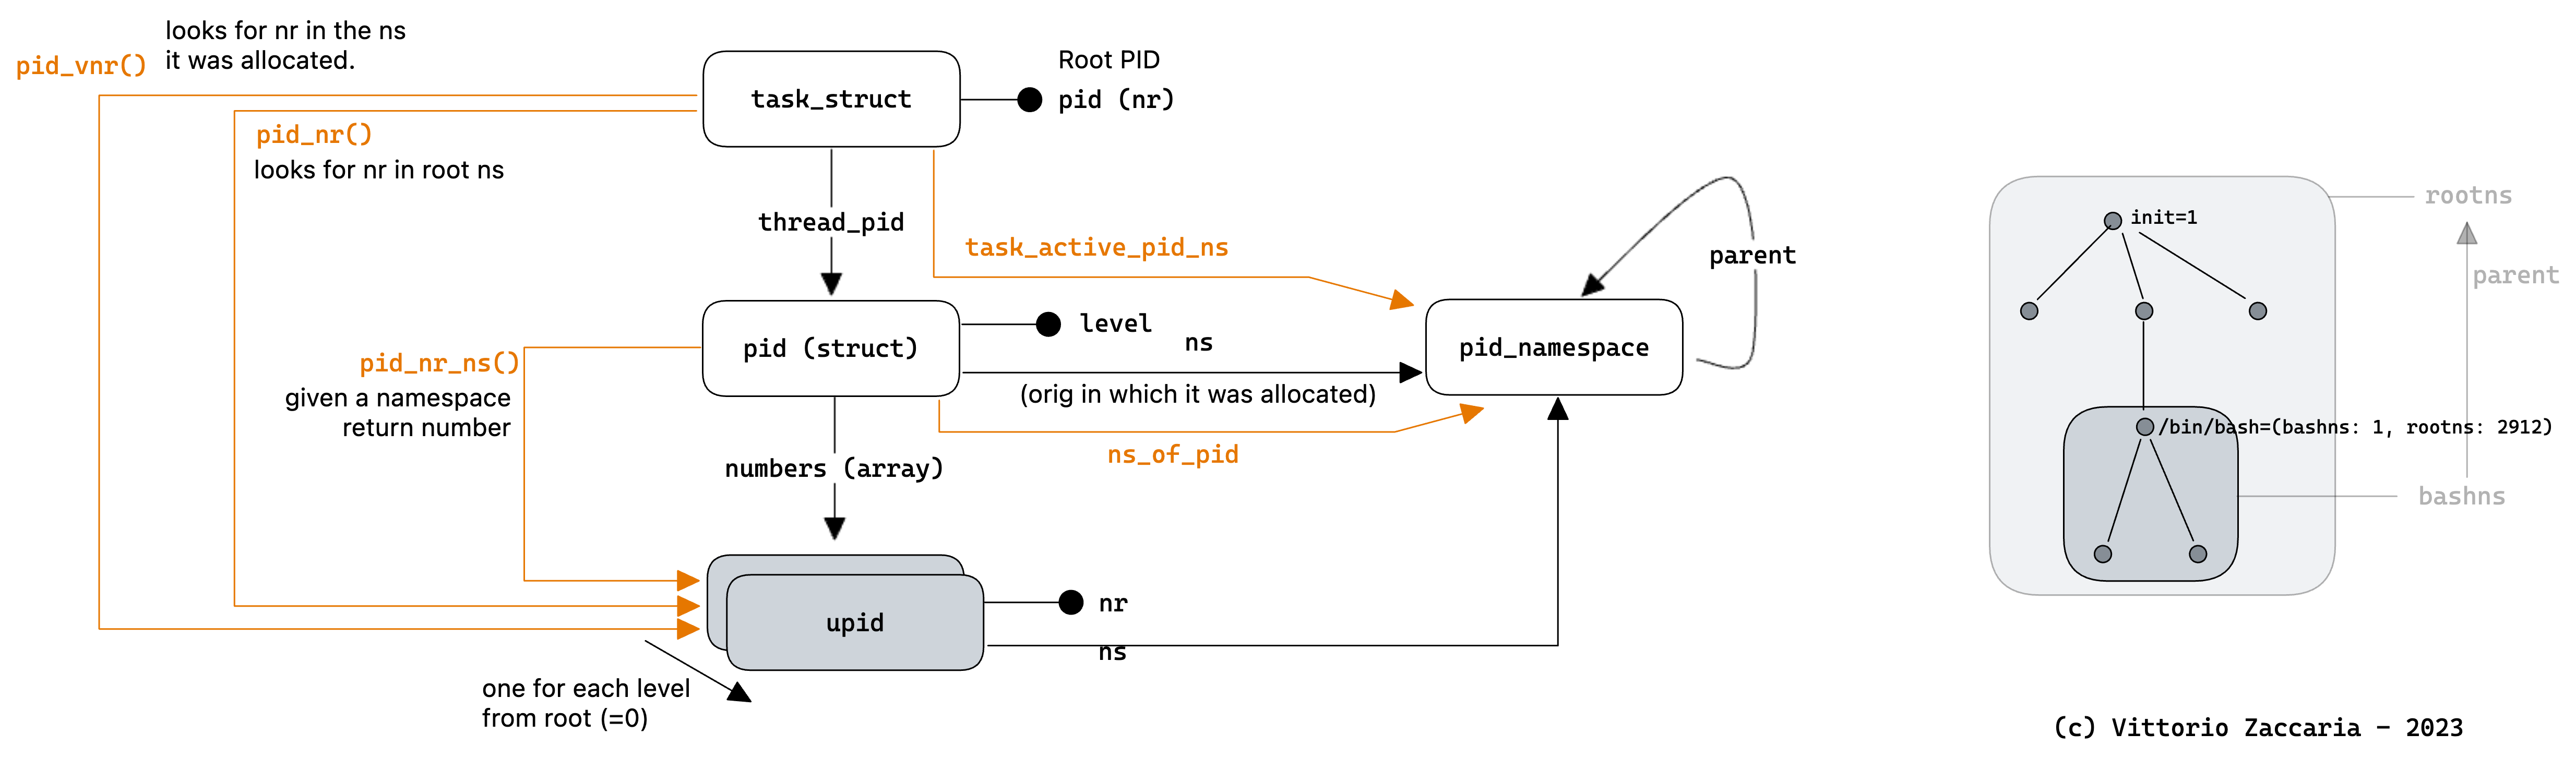 looks for nr in the ns
it was allocated.
pid_vnr()
task_struct
Root PID
pid (nr)
pid_nr()
looks for nr in root ns
thread_pid
task_active_pid_ns
parent
pid (struct)
level
ns
(orig in which it was allocated)
pid_namespace
pid_nr_ns()
given a namespace
return number
ns_of_pid
numbers (array)
upid
nr
ns
one for each level
from root (=0)
rootns
init=1
parent
/bin/bash=(bashns: 1, rootns: 2912)
bashns
(c) Vittorio Zaccaria – 2023